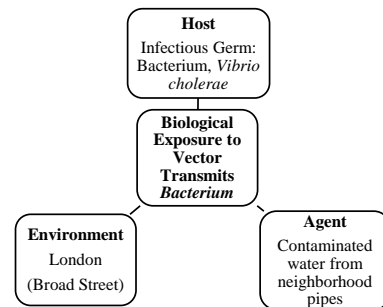 Host
Infectious Germ:
Bacterium, Vibrio
cholerae
Biological
Exposure to
Vector
Transmits
Bacterium
Environment
London
(Broad Street)
Agent
Contaminated
water from
neighborhood
pipes